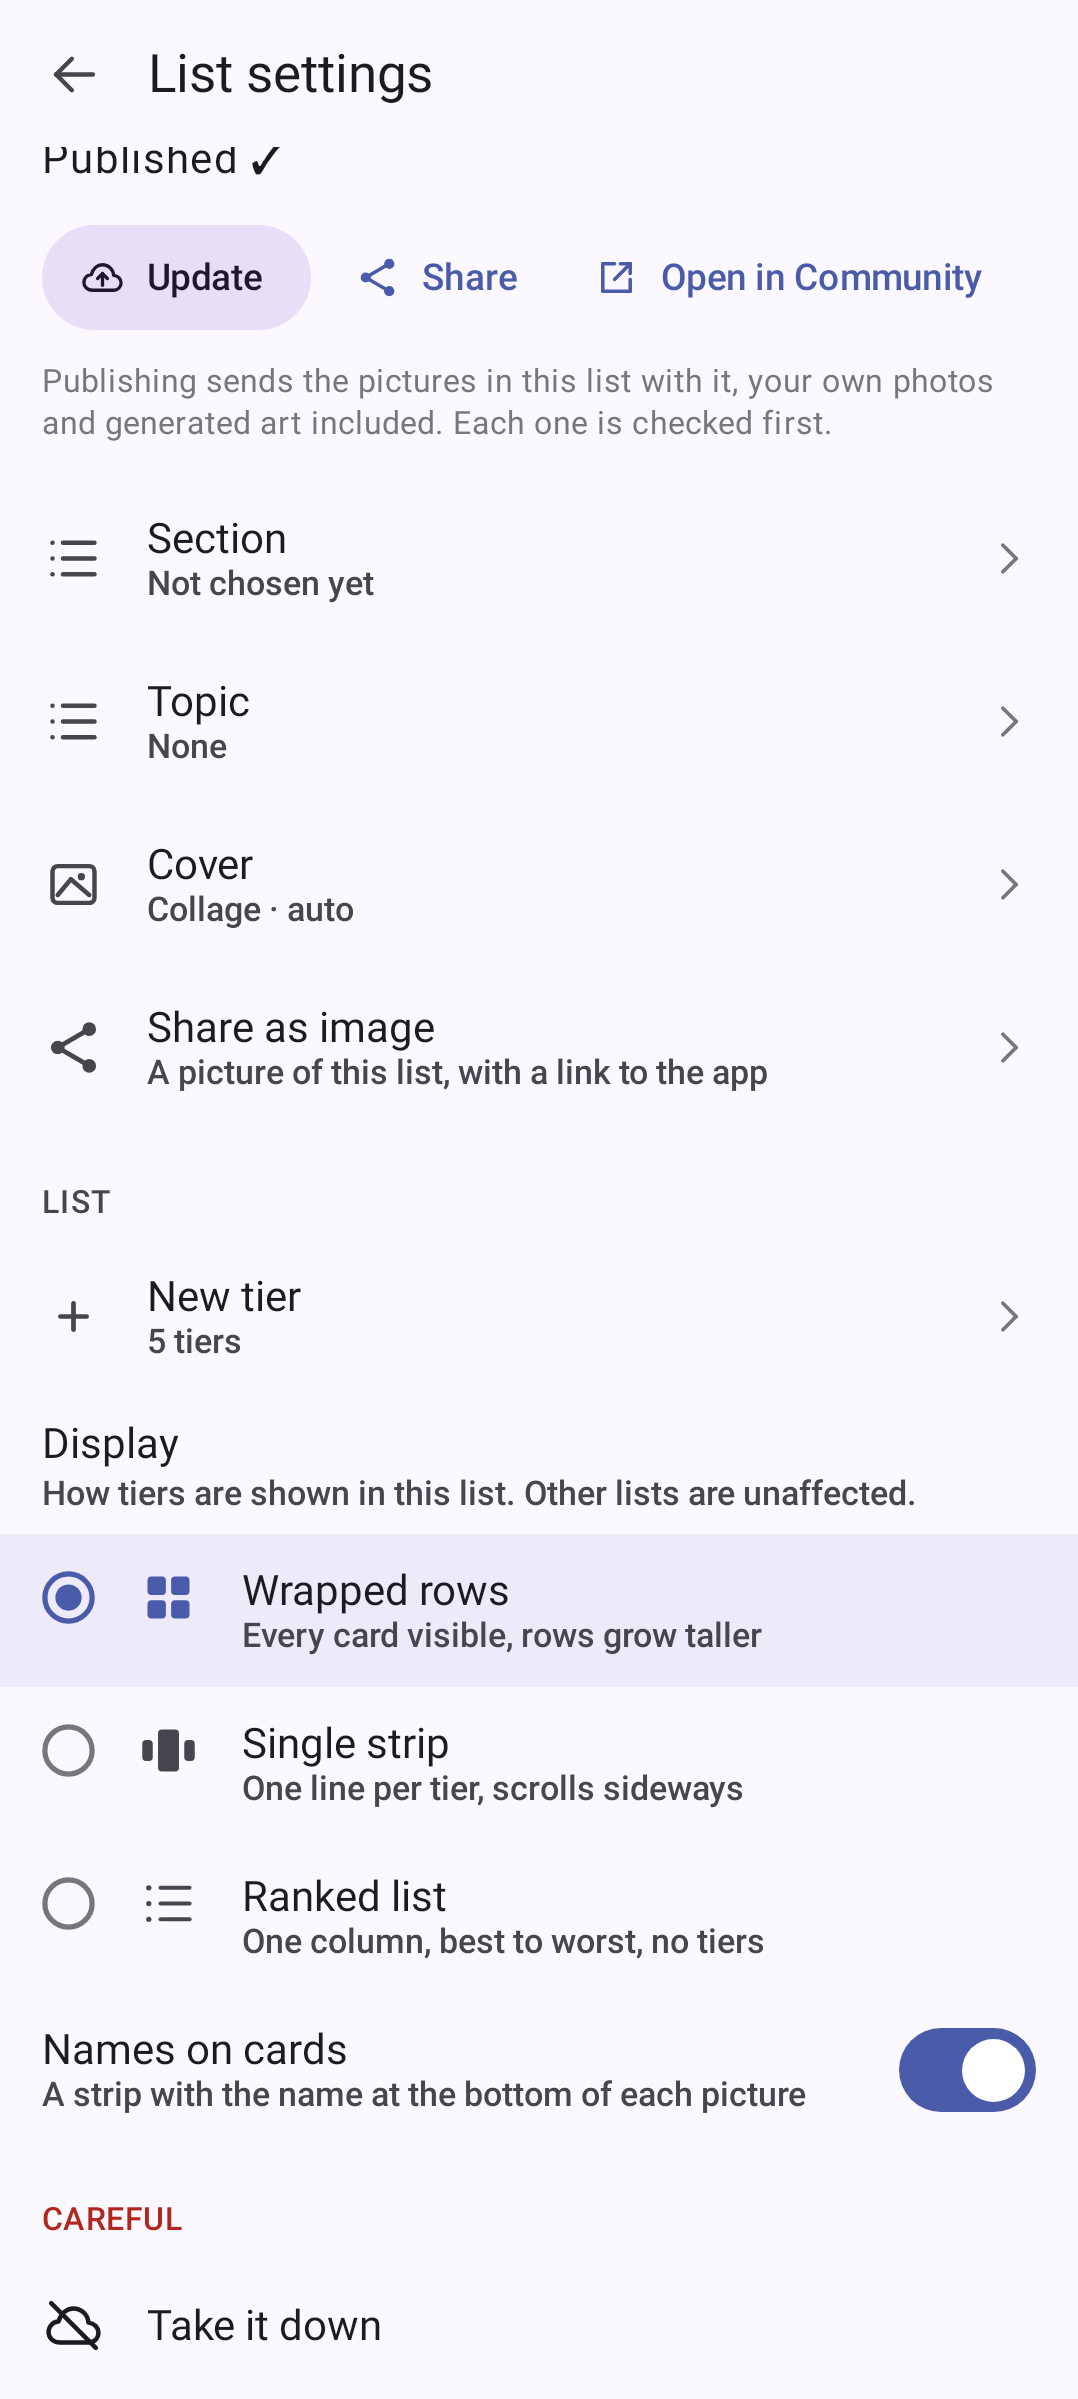 List settings
Published ✓
Update
Share
Open in Community
Publishing sends the pictures in this list with it, your own photos
and generated art included. Each one is checked first.
Section
Not chosen yet
Topic
None
Cover
Collage · auto
Share as image
A picture of this list, with a link to the app
LIST
New tier
5 tiers
Display
How tiers are shown in this list. Other lists are unaffected.
Wrapped rows
Every card visible, rows grow taller
Single strip
One line per tier, scrolls sideways
Ranked list
One column, best to worst, no tiers
Names on cards
A strip with the name at the bottom of each picture
CAREFUL
Take it down